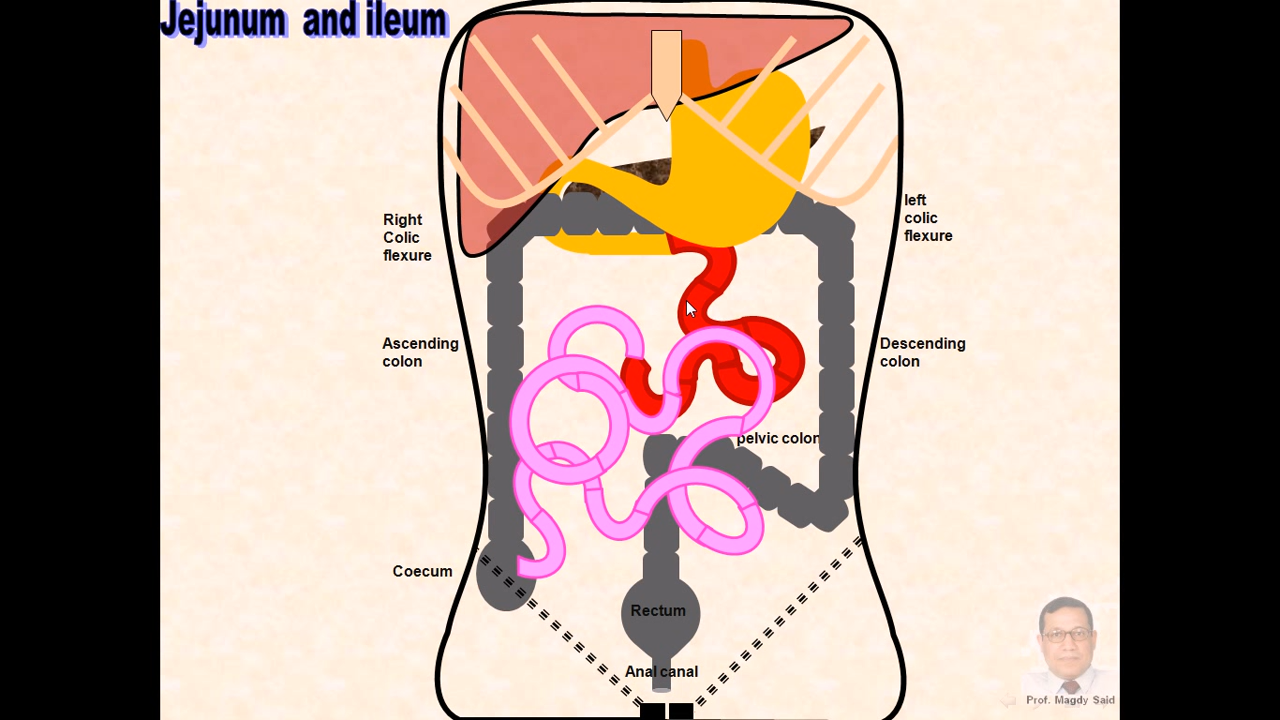 Jejunum and ileum
Right
Colic
flexure
left
colic
flexure
Ascending
colon
Descending
colon
pelvic colon
Coecum
Rectum
Anal canal
Prof. Magdy Said